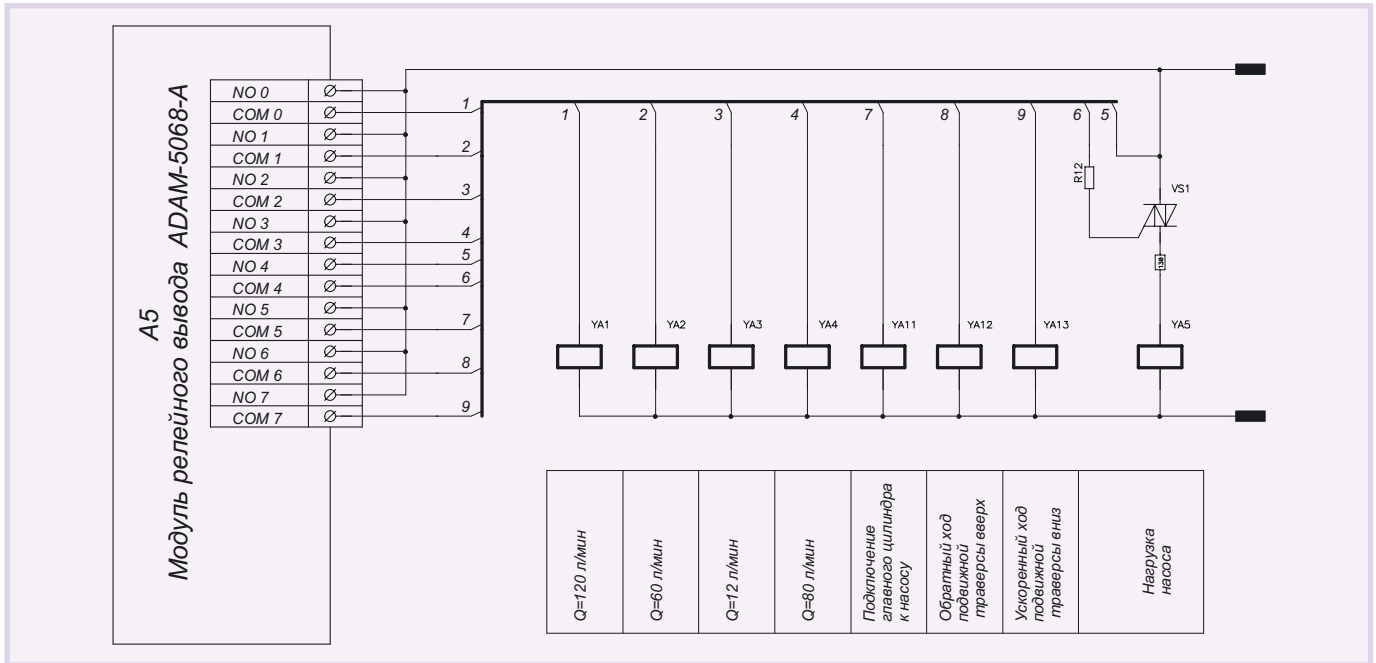 A5
Модуль релейного вывода ADAM-5068-A
NO 0
COM 0
NO 1
COM 1
NO 2
COM 2
NO 3
COM 3
NO 4
COM 4
NO 5
COM 5
NO 6
COM 6
NO 7
COM 7
1
2
3
4
5
6
7
8
9
1
2
3
4
7
8
9
6
5
R12
VS1
130
YA1
YA2
YA3
YA4
YA11
YA12
YA13
YA5
Q=120 л/мин
Q=60 л/мин
Q=12 л/мин
Q=80 л/мин
Подключение
главного цилиндра
к насосу
Обратный ход
подвижной
траверсы вверх
Ускоренный ход
подвижной
траверсы вниз
Нагрузка
насоса